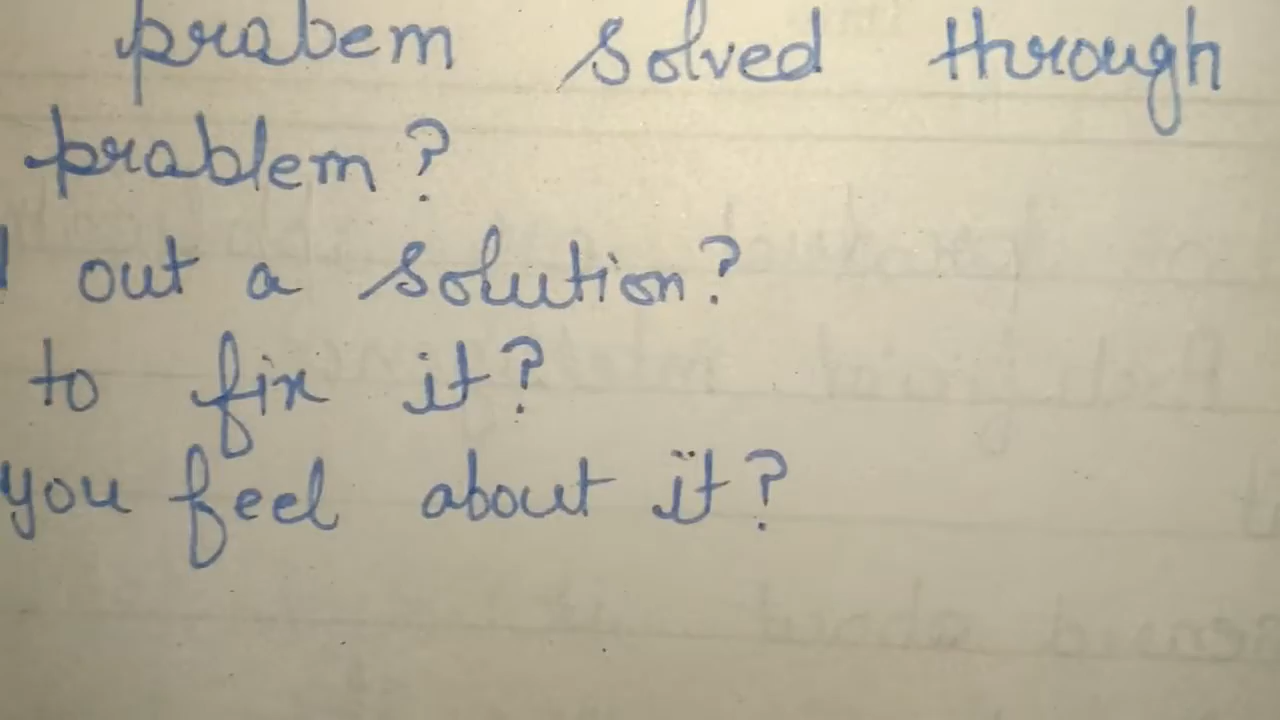 prabem solved through
prablem?
out a solution?
to fix it?
you feel about it?